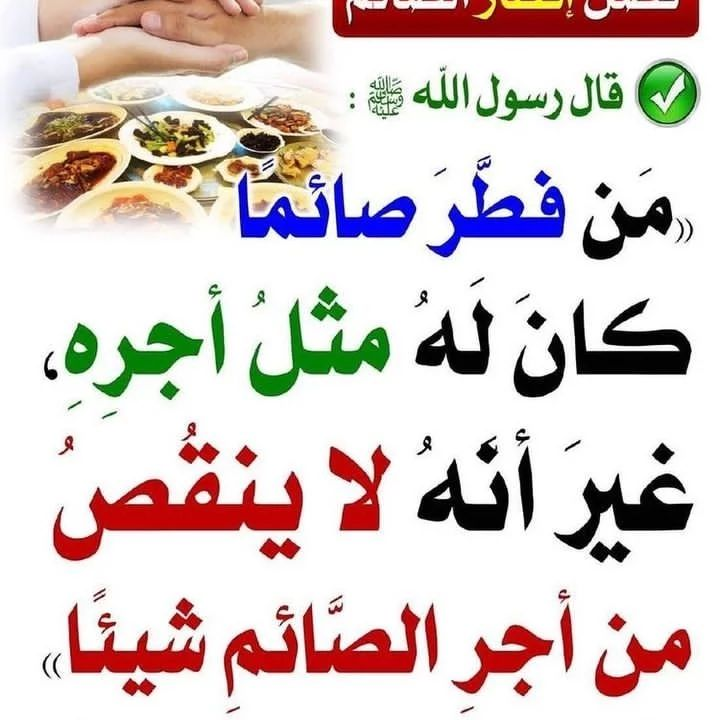 فضل إفطار الصائم
قال رسول الله ﷺ :
((مَن فطَّرَ صائمًا
كانَ لَهُ مثلُ أجرِهِ،
غيرَ أنَّهُ لا ينقُصُ
من أجرِ الصَّائمِ شيئًا))